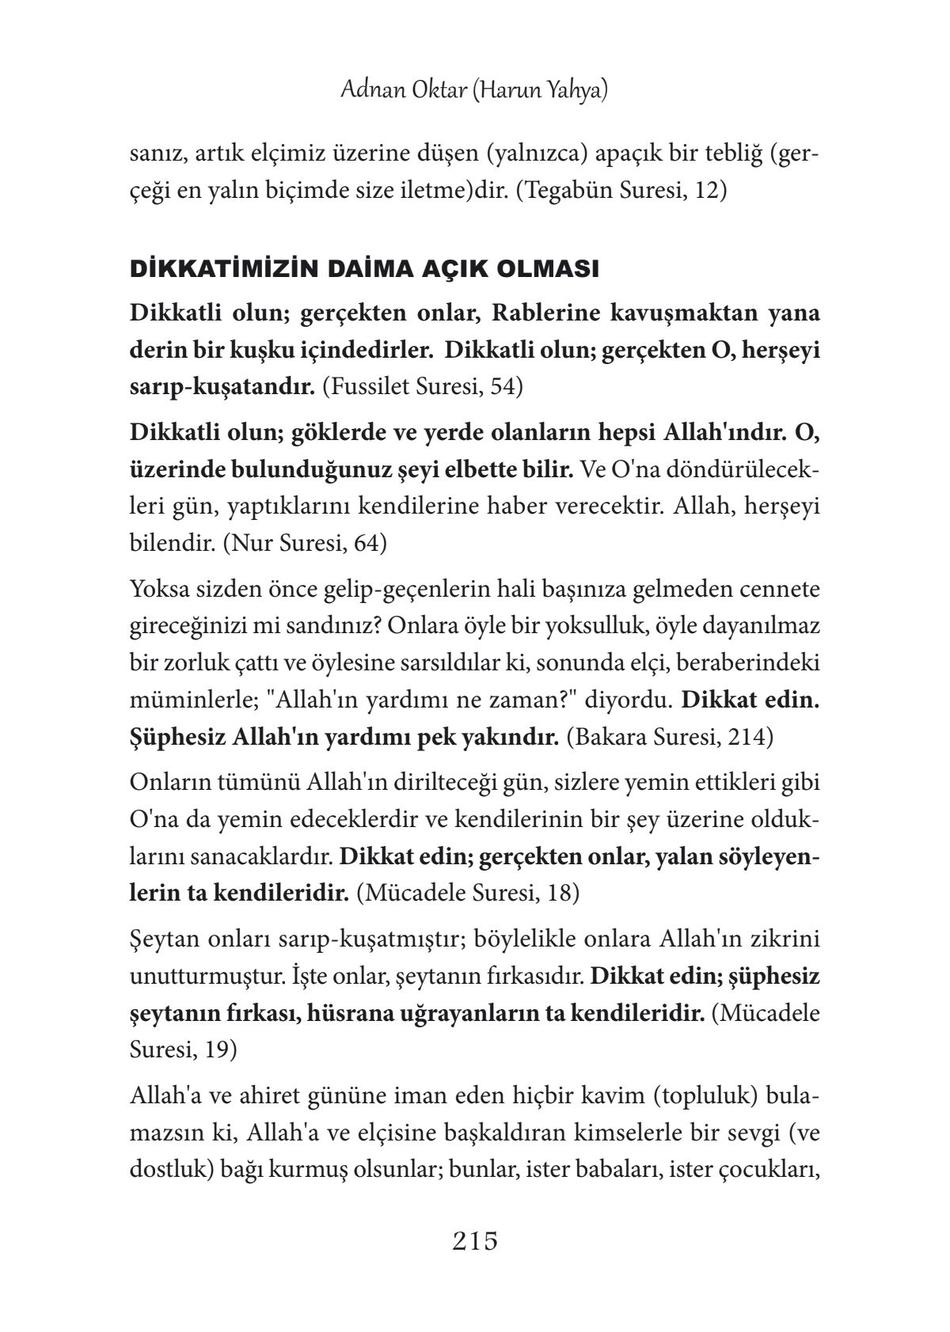 Adnan Oktar (Harun Yahya)
sanız, artık elçimiz üzerine düşen (yalnızca) apaçık bir tebliğ (ger-
çeği en yalın biçimde size iletme)dir. (Tegabün Suresi, 12)
DİKKATİMİZİN DAİMA AÇIK OLMASI
Dikkatli olun; gerçekten onlar, Rablerine kavuşmaktan yana
derin bir kuşku içindedirler. Dikkatli olun; gerçekten O, herşeyi
sarıp-kuşatandır. (Fussilet Suresi, 54)
Dikkatli olun; göklerde ve yerde olanların hepsi Allah'ındır. O,
üzerinde bulunduğunuz şeyi elbette bilir. Ve O'na döndürülecek-
leri gün, yaptıklarını kendilerine haber verecektir. Allah, herşeyi
bilendir. (Nur Suresi, 64)
Yoksa sizden önce gelip-geçenlerin hali başınıza gelmeden cennete
gireceğinizi mi sandınız? Onlara öyle bir yoksulluk, öyle dayanılmaz
bir zorluk çattı ve öylesine sarsıldılar ki, sonunda elçi, beraberindeki
müminlerle; "Allah'ın yardımı ne zaman?" diyordu. Dikkat edin.
Şüphesiz Allah'ın yardımı pek yakındır. (Bakara Suresi, 214)
Onların tümünü Allah'ın dirilteceği gün, sizlere yemin ettikleri gibi
O'na da yemin edeceklerdir ve kendilerinin bir şey üzerine olduk-
larını sanacaklardır. Dikkat edin; gerçekten onlar, yalan söyleyen-
lerin ta kendileridir. (Mücadele Suresi, 18)
Şeytan onları sarıp-kuşatmıştır; böylelikle onlara Allah'ın zikrini
unutturmuştur. İşte onlar, şeytanın fırkasıdır. Dikkat edin; şüphesiz
şeytanın fırkası, hüsrana uğrayanların ta kendileridir. (Mücadele
Suresi, 19)
Allah'a ve ahiret gününe iman eden hiçbir kavim (topluluk) bula-
mazsın ki, Allah'a ve elçisine başkaldıran kimselerle bir sevgi (ve
dostluk) bağı kurmuş olsunlar; bunlar, ister babaları, ister çocukları,
215